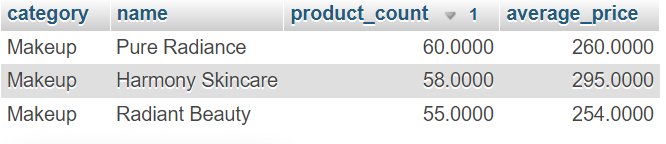 category name product_count 1 average_price
Makeup Pure Radiance 60.0000 260.0000
Makeup Harmony Skincare 58.0000 295.0000
Makeup Radiant Beauty 55.0000 254.0000